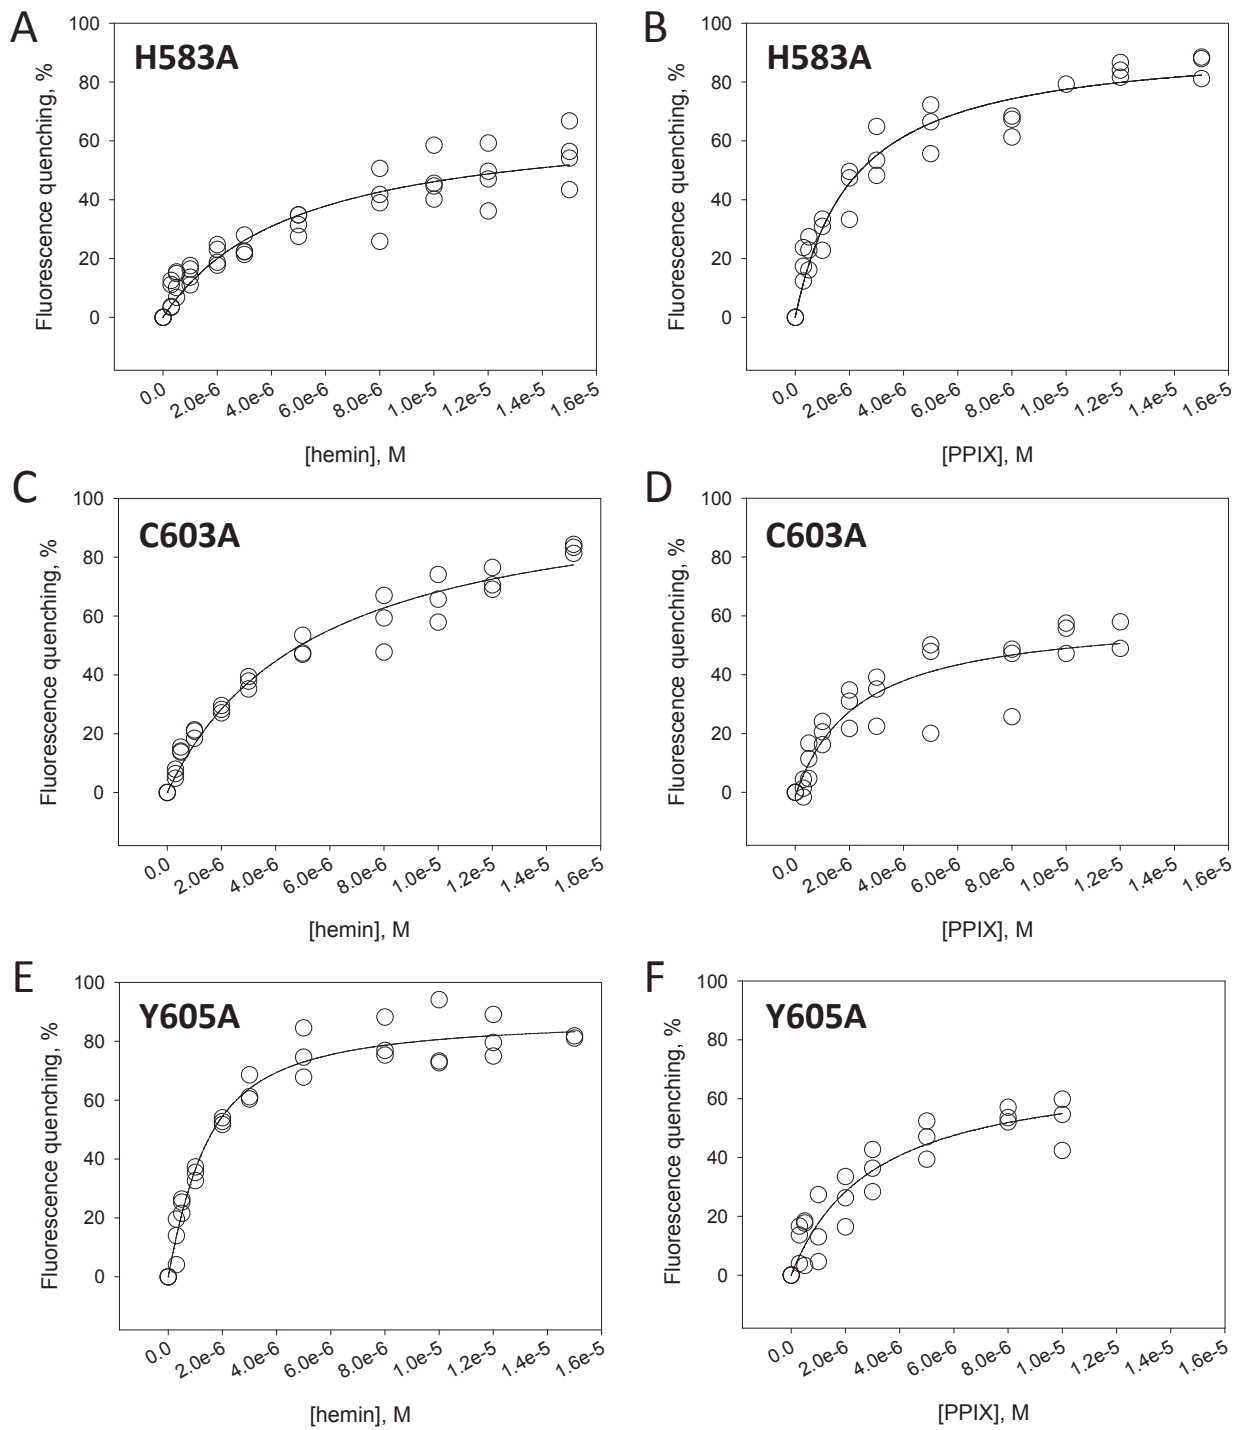 A
H583A
Fluorescence quenching, %
100
80
60
40
20
0
0.0
2.0e-6
4.0e-6
6.0e-6
8.0e-6
1.0e-5
1.2e-5
1.4e-5
1.6e-5
[hemin], M
B
H583A
Fluorescence quenching, %
100
80
60
40
20
0
0.0
2.0e-6
4.0e-6
6.0e-6
8.0e-6
1.0e-5
1.2e-5
1.4e-5
1.6e-5
[PPIX], M
C
C603A
Fluorescence quenching, %
100
80
60
40
20
0
0.0
2.0e-6
4.0e-6
6.0e-6
8.0e-6
1.0e-5
1.2e-5
1.4e-5
1.6e-5
[hemin], M
D
C603A
Fluorescence quenching, %
100
80
60
40
20
0
0.0
2.0e-6
4.0e-6
6.0e-6
8.0e-6
1.0e-5
1.2e-5
1.4e-5
1.6e-5
[PPIX], M
E
Y605A
Fluorescence quenching, %
100
80
60
40
20
0
0.0
2.0e-6
4.0e-6
6.0e-6
8.0e-6
1.0e-5
1.2e-5
1.4e-5
1.6e-5
[hemin], M
F
Y605A
Fluorescence quenching, %
100
80
60
40
20
0
0.0
2.0e-6
4.0e-6
6.0e-6
8.0e-6
1.0e-5
1.2e-5
1.4e-5
1.6e-5
[PPIX], M